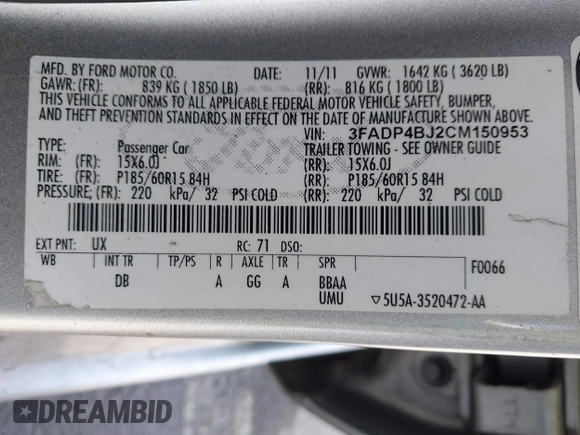 MFD. BY FORD MOTOR CO. DATE: 11/11 GVWR: 1642 KG ( 3620 LB)
GAWR: (FR): 839 KG ( 1850 LB) (RR): 816 KG ( 1800 LB)
THIS VEHICLE CONFORMS TO ALL APPLICABLE FEDERAL MOTOR VEHICLE SAFETY, BUMPER,
AND THEFT PREVENTION STANDARDS IN EFFECT ON THE DATE OF MANUFACTURE SHOWN ABOVE.
VIN: 3FADP4BJ2CM150953
TYPE: Passenger Car TRAILER TOWING - SEE OWNER GUIDE
RIM: (FR): 15X6.0J (RR): 15X6.0J
TIRE: (FR): P185/60R15 84H (RR): P185/60R15 84H
PRESSURE: (FR): 220 kPa/ 32 PSI COLD (RR): 220 kPa/ 32 PSI COLD
EXT PNT: UX RC: 71 DSO:
WB INT TR TP/PS R AXLE TR SPR F0066
DB A GG A BBAA
UMU ▽5U5A-3520472-AA
DREAMBID